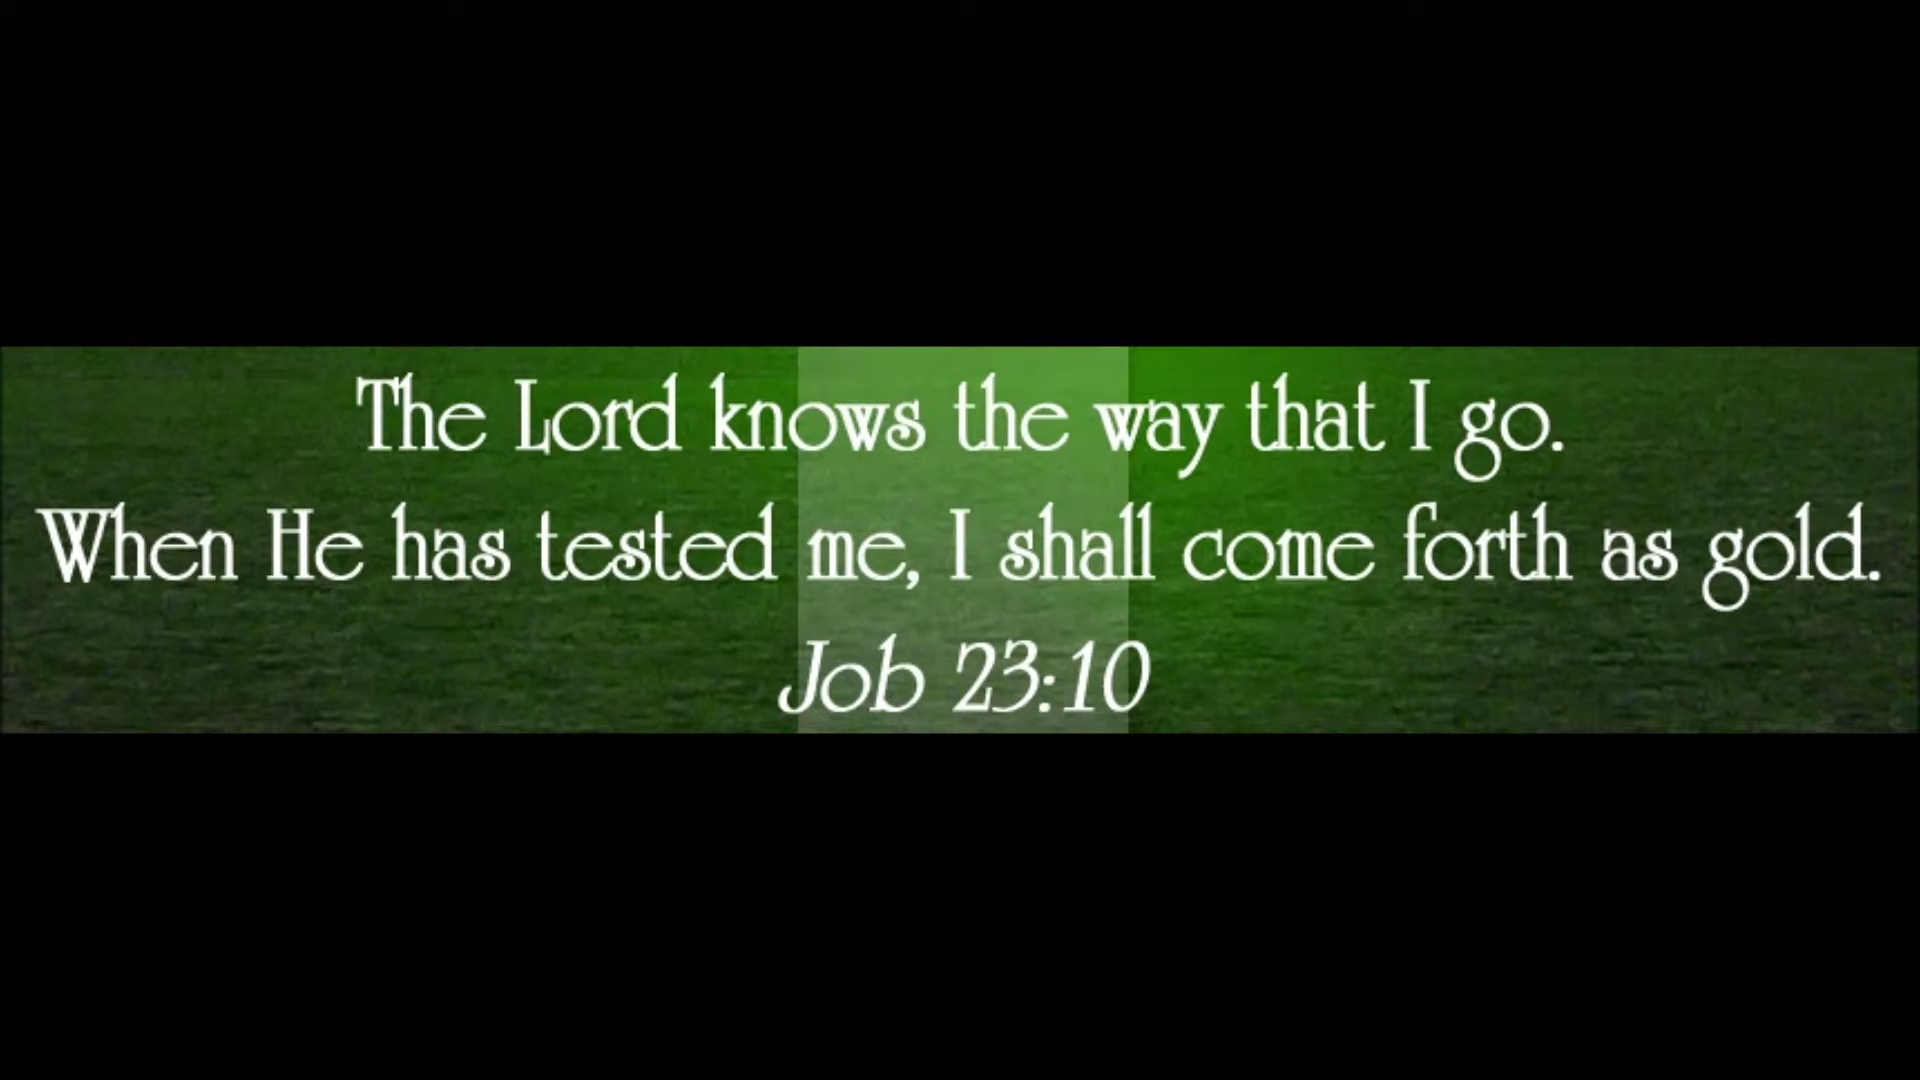 The Lord knows the way that I go.
When He has tested me, I shall come forth as gold.
Job 23:10